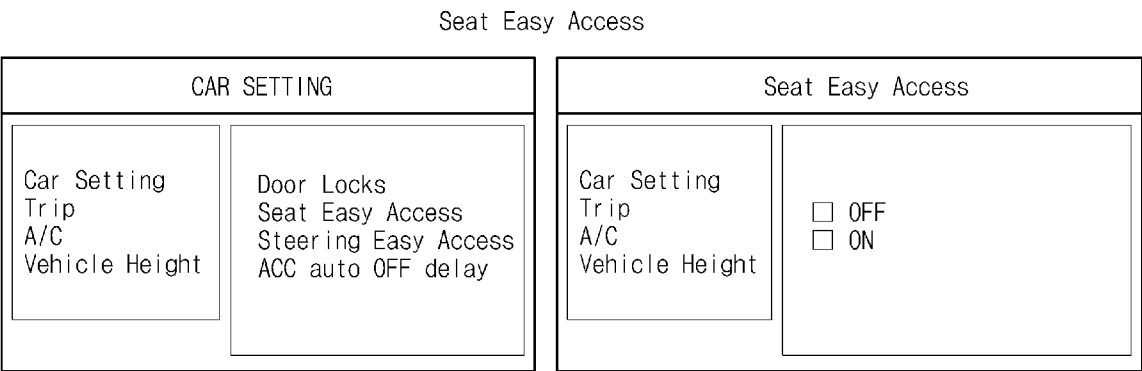 Seat Easy Access
CAR SETTING
Car Setting
Trip
A/C
Vehicle Height
Door Locks
Seat Easy Access
Steering Easy Access
ACC auto OFF delay
Seat Easy Access
Car Setting
Trip
A/C
Vehicle Height
OFF
ON